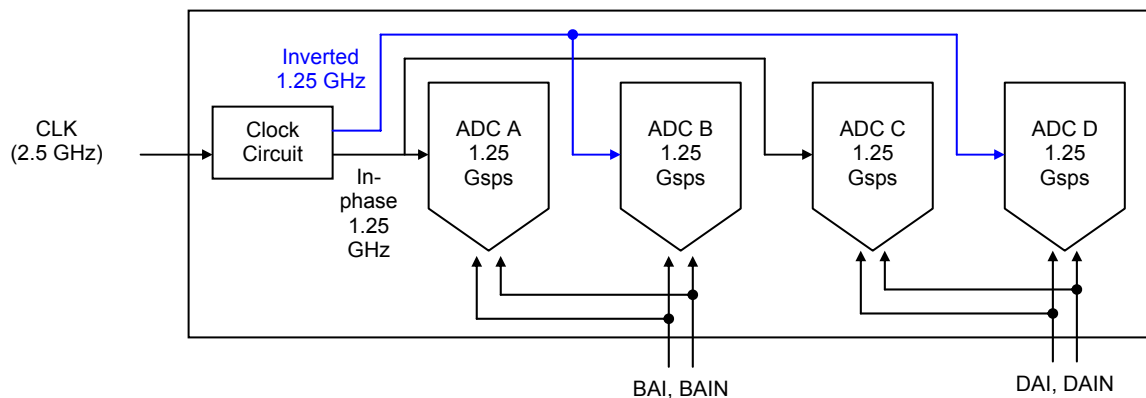 Inverted
1.25 GHz
CLK
(2.5 GHz)
Clock
Circuit
In-
phase
1.25
GHz
ADC A
1.25
Gsps
ADC B
1.25
Gsps
ADC C
1.25
Gsps
ADC D
1.25
Gsps
BAI, BAIN
DAI, DAIN